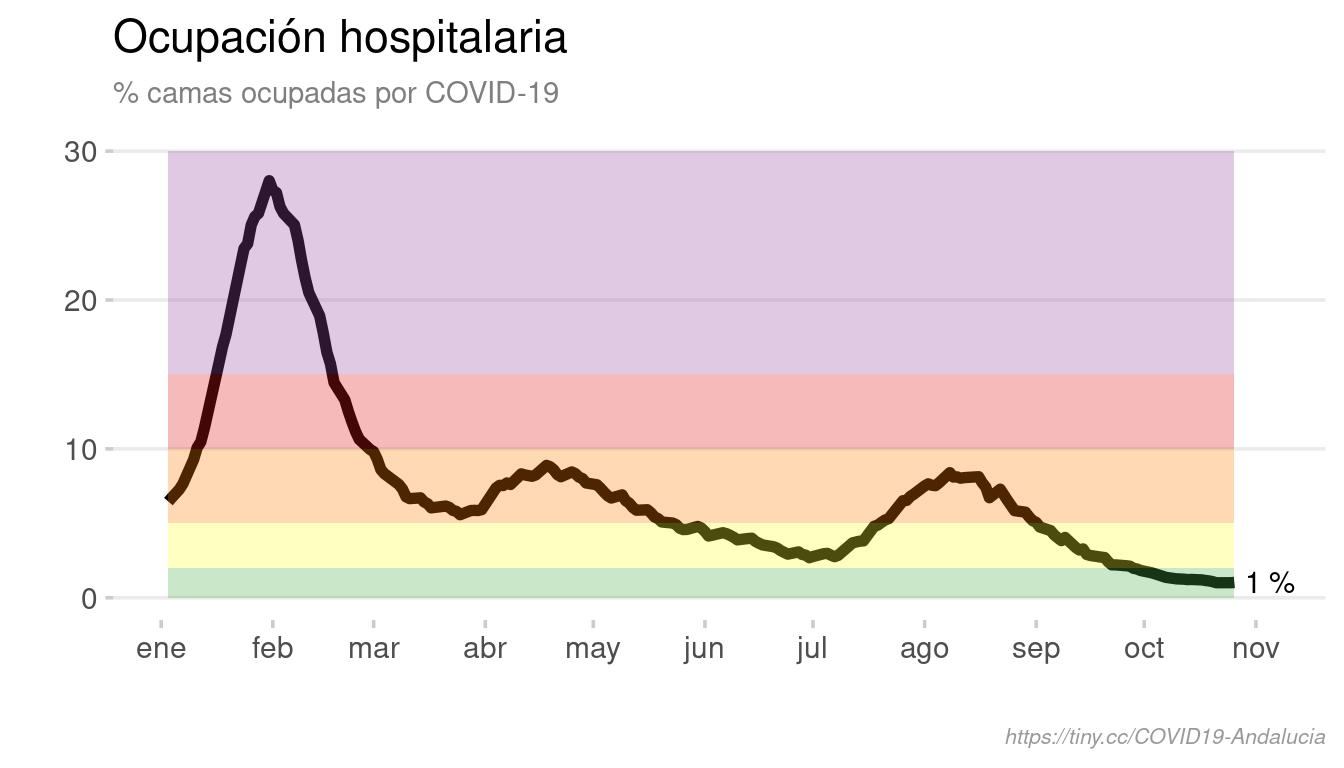 Ocupación hospitalaria
% camas ocupadas por COVID-19
30
20
10
0
1 %
ene feb mar abr may jun jul ago sep oct nov
https://tiny.cc/COVID19-Andalucia